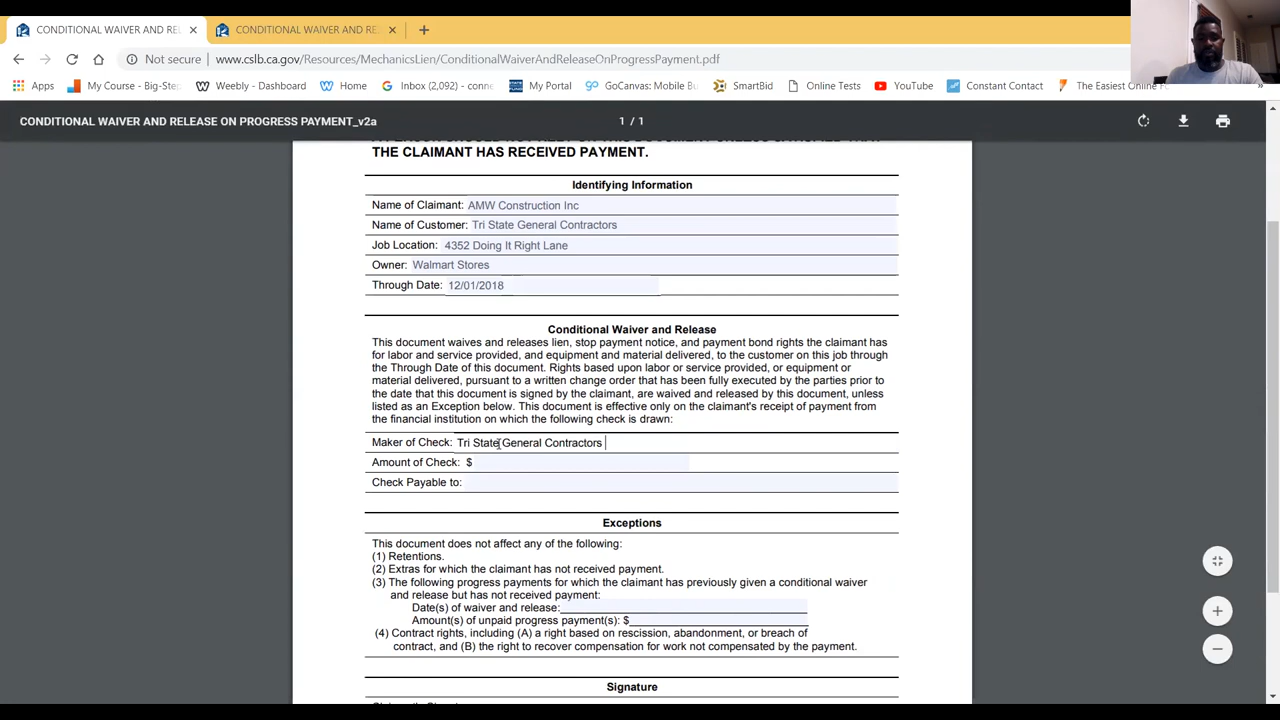 CONDITIONAL WAIVER AND REL
CONDITIONAL WAIVER AND RE
Not secure www.cslb.ca.gov/Resources/MechanicsLien/ConditionalWaiverAndReleaseOnProgressPayment.pdf
Apps My Course - Big-Ste Weebly - Dashboard Home Inbox (2,092) - conne My Portal GoCanvas: Mobile Bu SmartBid Online Tests YouTube Constant Contact The Easiest Online Fo »
CONDITIONAL WAIVER AND RELEASE ON PROGRESS PAYMENT_v2a 1 / 1
THE CLAIMANT HAS RECEIVED PAYMENT.
Identifying Information
Name of Claimant: AMW Construction Inc
Name of Customer: Tri State General Contractors
Job Location: 4352 Doing It Right Lane
Owner: Walmart Stores
Through Date: 12/01/2018
Conditional Waiver and Release
This document waives and releases lien, stop payment notice, and payment bond rights the claimant has
for labor and service provided, and equipment and material delivered, to the customer on this job through
the Through Date of this document. Rights based upon labor or service provided, or equipment or
material delivered, pursuant to a written change order that has been fully executed by the parties prior to
the date that this document is signed by the claimant, are waived and released by this document, unless
listed as an Exception below. This document is effective only on the claimant's receipt of payment from
the financial institution on which the following check is drawn:
Maker of Check: Tri State General Contractors
Amount of Check: $
Check Payable to:
Exceptions
This document does not affect any of the following:
(1) Retentions.
(2) Extras for which the claimant has not received payment.
(3) The following progress payments for which the claimant has previously given a conditional waiver
and release but has not received payment:
Date(s) of waiver and release:
Amount(s) of unpaid progress payment(s): $
(4) Contract rights, including (A) a right based on rescission, abandonment, or breach of
contract, and (B) the right to recover compensation for work not compensated by the payment.
Signature